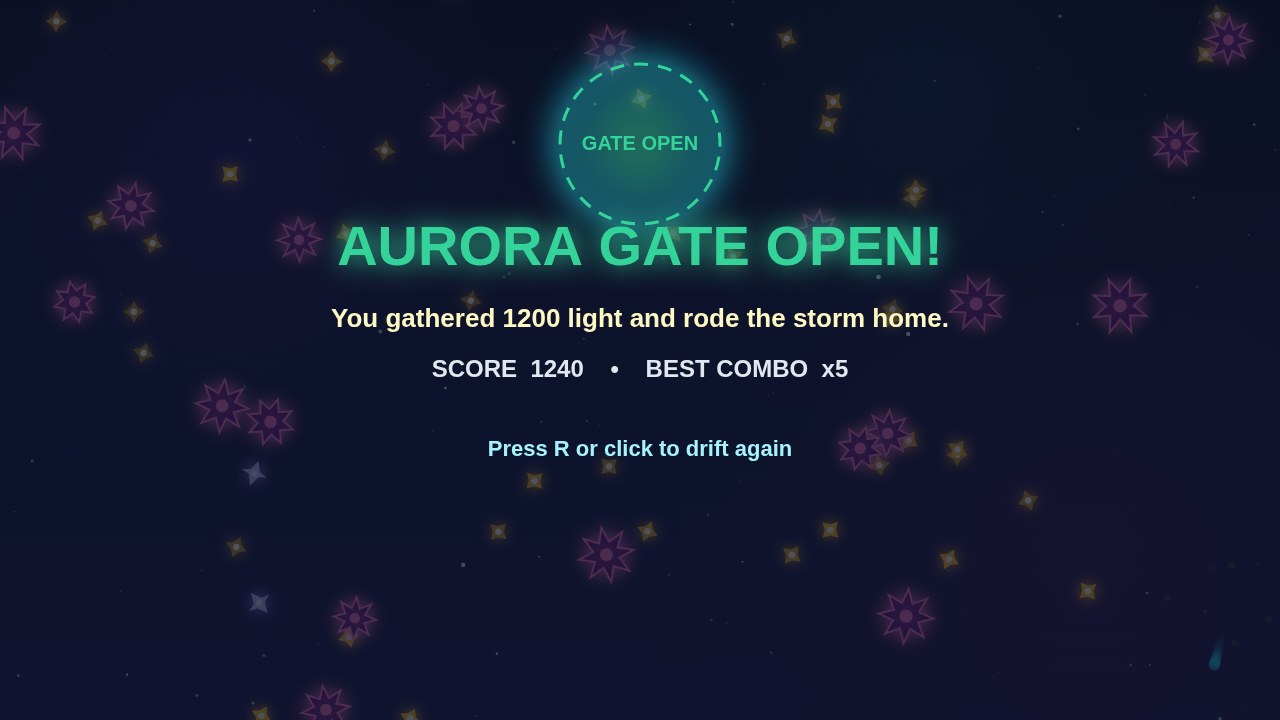 GATE OPEN
AURORA GATE OPEN!
You gathered 1200 light and rode the storm home.
SCORE 1240 • BEST COMBO x5
Press R or click to drift again